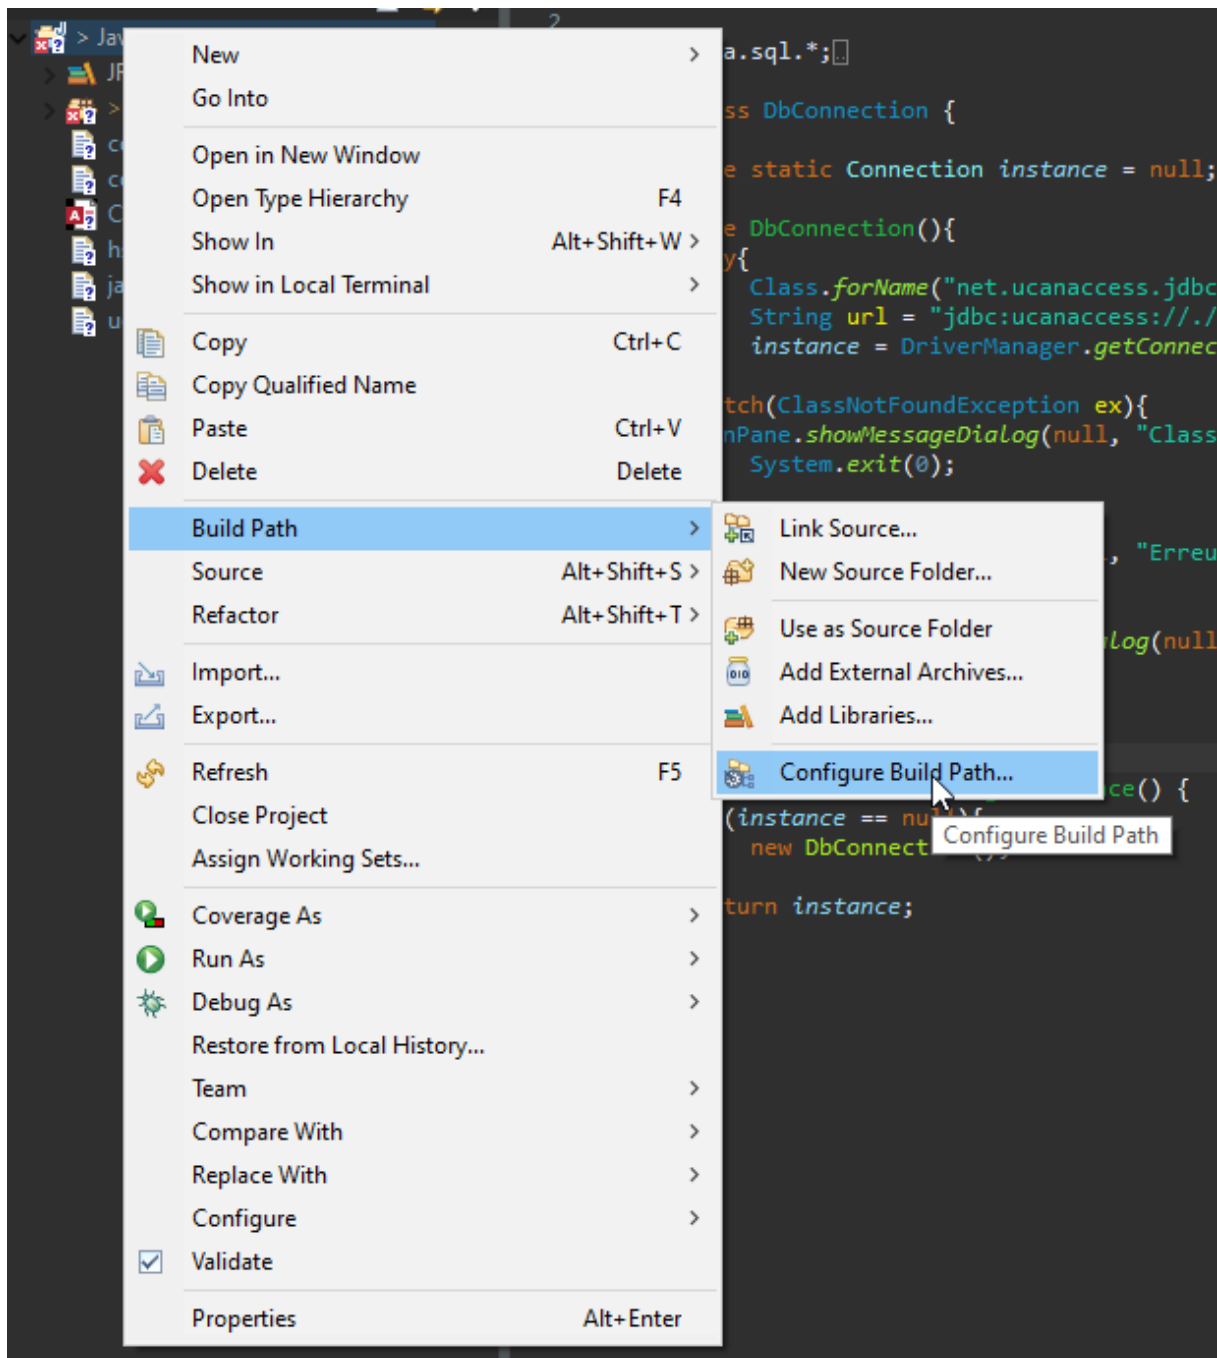 2
> Jav
New >
a.sql.*;
JR
Go Into
>
ss DbConnection {
Open in New Window
e static Connection instance = null;
Open Type Hierarchy F4
Show In Alt+Shift+W >
e DbConnection(){
y{
Show in Local Terminal >
ja
Class.forName("net.ucanaccess.jdbc
String url = "jdbc:ucanaccess://./
Copy Ctrl+C
instance = DriverManager.getConnec
Copy Qualified Name
tch(ClassNotFoundException ex){
Paste Ctrl+V
nPane.showMessageDialog(null, "Class
Delete Delete
System.exit(0);
Build Path >
Link Source...
, "Erreu
Source Alt+Shift+S >
New Source Folder...
Refactor Alt+Shift+T >
Use as Source Folder
log(null
Import...
Add External Archives...
Export...
Add Libraries...
Refresh F5
Configure Build Path...
ce() {
Close Project
(instance == nu
Configure Build Path
new DbConnect
Assign Working Sets...
Coverage As >
turn instance;
Run As >
Debug As >
Restore from Local History...
Team >
Compare With >
Replace With >
Configure >
Validate
Properties Alt+Enter